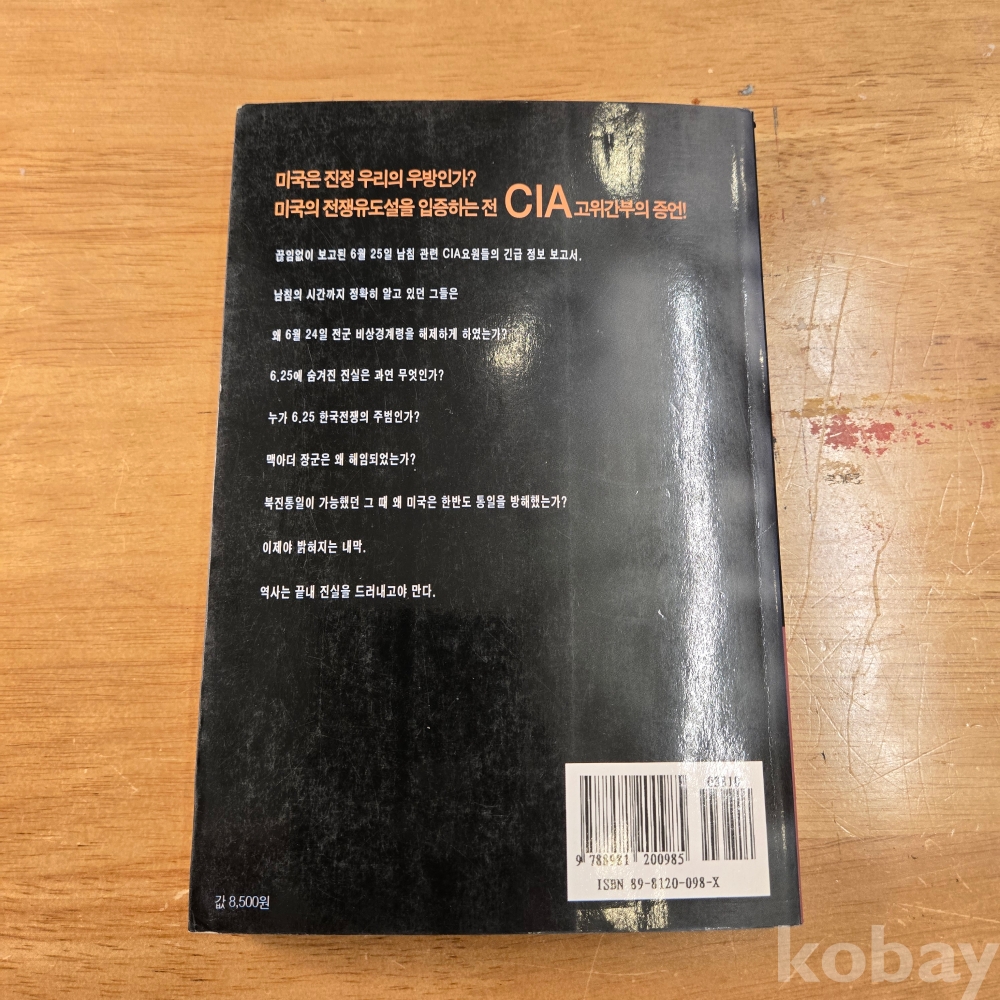 미국은 진정 우리의 우방인가?
미국의 전쟁유도설을 입증하는 전 CIA 고위간부의 증언!
끊임없이 보고된 6월 25일 남침 관련 CIA요원들의 긴급 정보 보고서.
남침의 시간까지 정확히 알고 있던 그들은
왜 6월 24일 전군 비상경계령을 해제하게 하였는가?
6.25에 숨겨진 진실은 과연 무엇인가?
누가 6.25 한국전쟁의 주범인가?
맥아더 장군은 왜 해임되었는가?
북진통일이 가능했던 그 때 왜 미국은 한반도 통일을 방해했는가?
이제야 밝혀지는 내막.
역사는 끝내 진실을 드러내고야 만다.
03810
9 788981 200985
ISBN 89-8120-098-X
값 8,500원
kobay